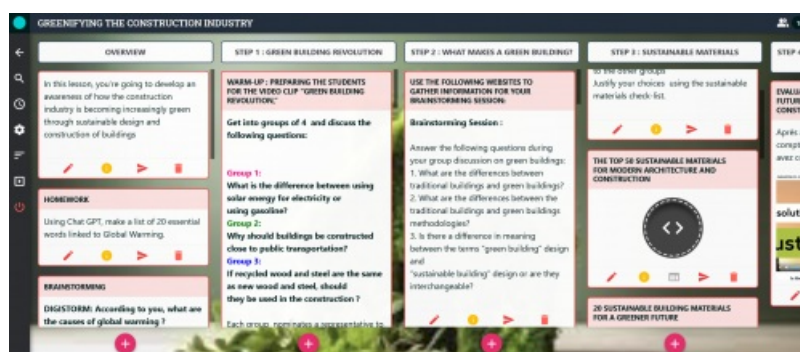 GREENIFYING THE CONSTRUCTION INDUSTRY
OVERVIEW
In this lesson, you're going to develop an
awareness of how the construction
industry is becoming increasingly green
through sustainable design and
construction of buildings
HOMEWORK
Using Chat GPT, make a list of 20 essential
words linked to Global Warming.
BRAINSTORMING
DIGISTORM: According to you, what are
the causes of global warming ?
STEP 1 : GREEN BUILDING REVOLUTION
WARM-UP : PREPARING THE STUDENTS
FOR THE VIDEO CLIP "GREEN BUILDING
REVOLUTION;"
Get into groups of 4 and discuss the
following questions:
Group 1:
What is the difference between using
solar energy for electricity or
using gasoline?
Group 2:
Why should buildings be constructed
close to public transportation?
Group 3:
If recycled wood and steel are the same
as new wood and steel, should
they be used in the construction ?
Each group nominates a representative to
STEP 2 : WHAT MAKES A GREEN BUILDING?
USE THE FOLLOWING WEBSITES TO
GATHER INFORMATION FOR YOUR
BRAINSTORMING SESSION:
Brainstorming Session :
Answer the following questions during
your group discussion on green buildings:
1. What are the differences between
traditional buildings and green buildings?
2. What are the differences between the
traditional buildings and green buildings
methodologies?
3. Is there a difference in meaning
between the terms "green building" design
and
"sustainable building" design or are they
interchangeable?
STEP 3 : SUSTAINABLE MATERIALS
to the other groups
Justify your choices using the sustainable
materials check-list.
THE TOP 50 SUSTAINABLE MATERIALS
FOR MODERN ARCHITECTURE AND
CONSTRUCTION
20 SUSTAINABLE BUILDING MATERIALS
FOR A GREENER FUTURE
STEP
Après
avez